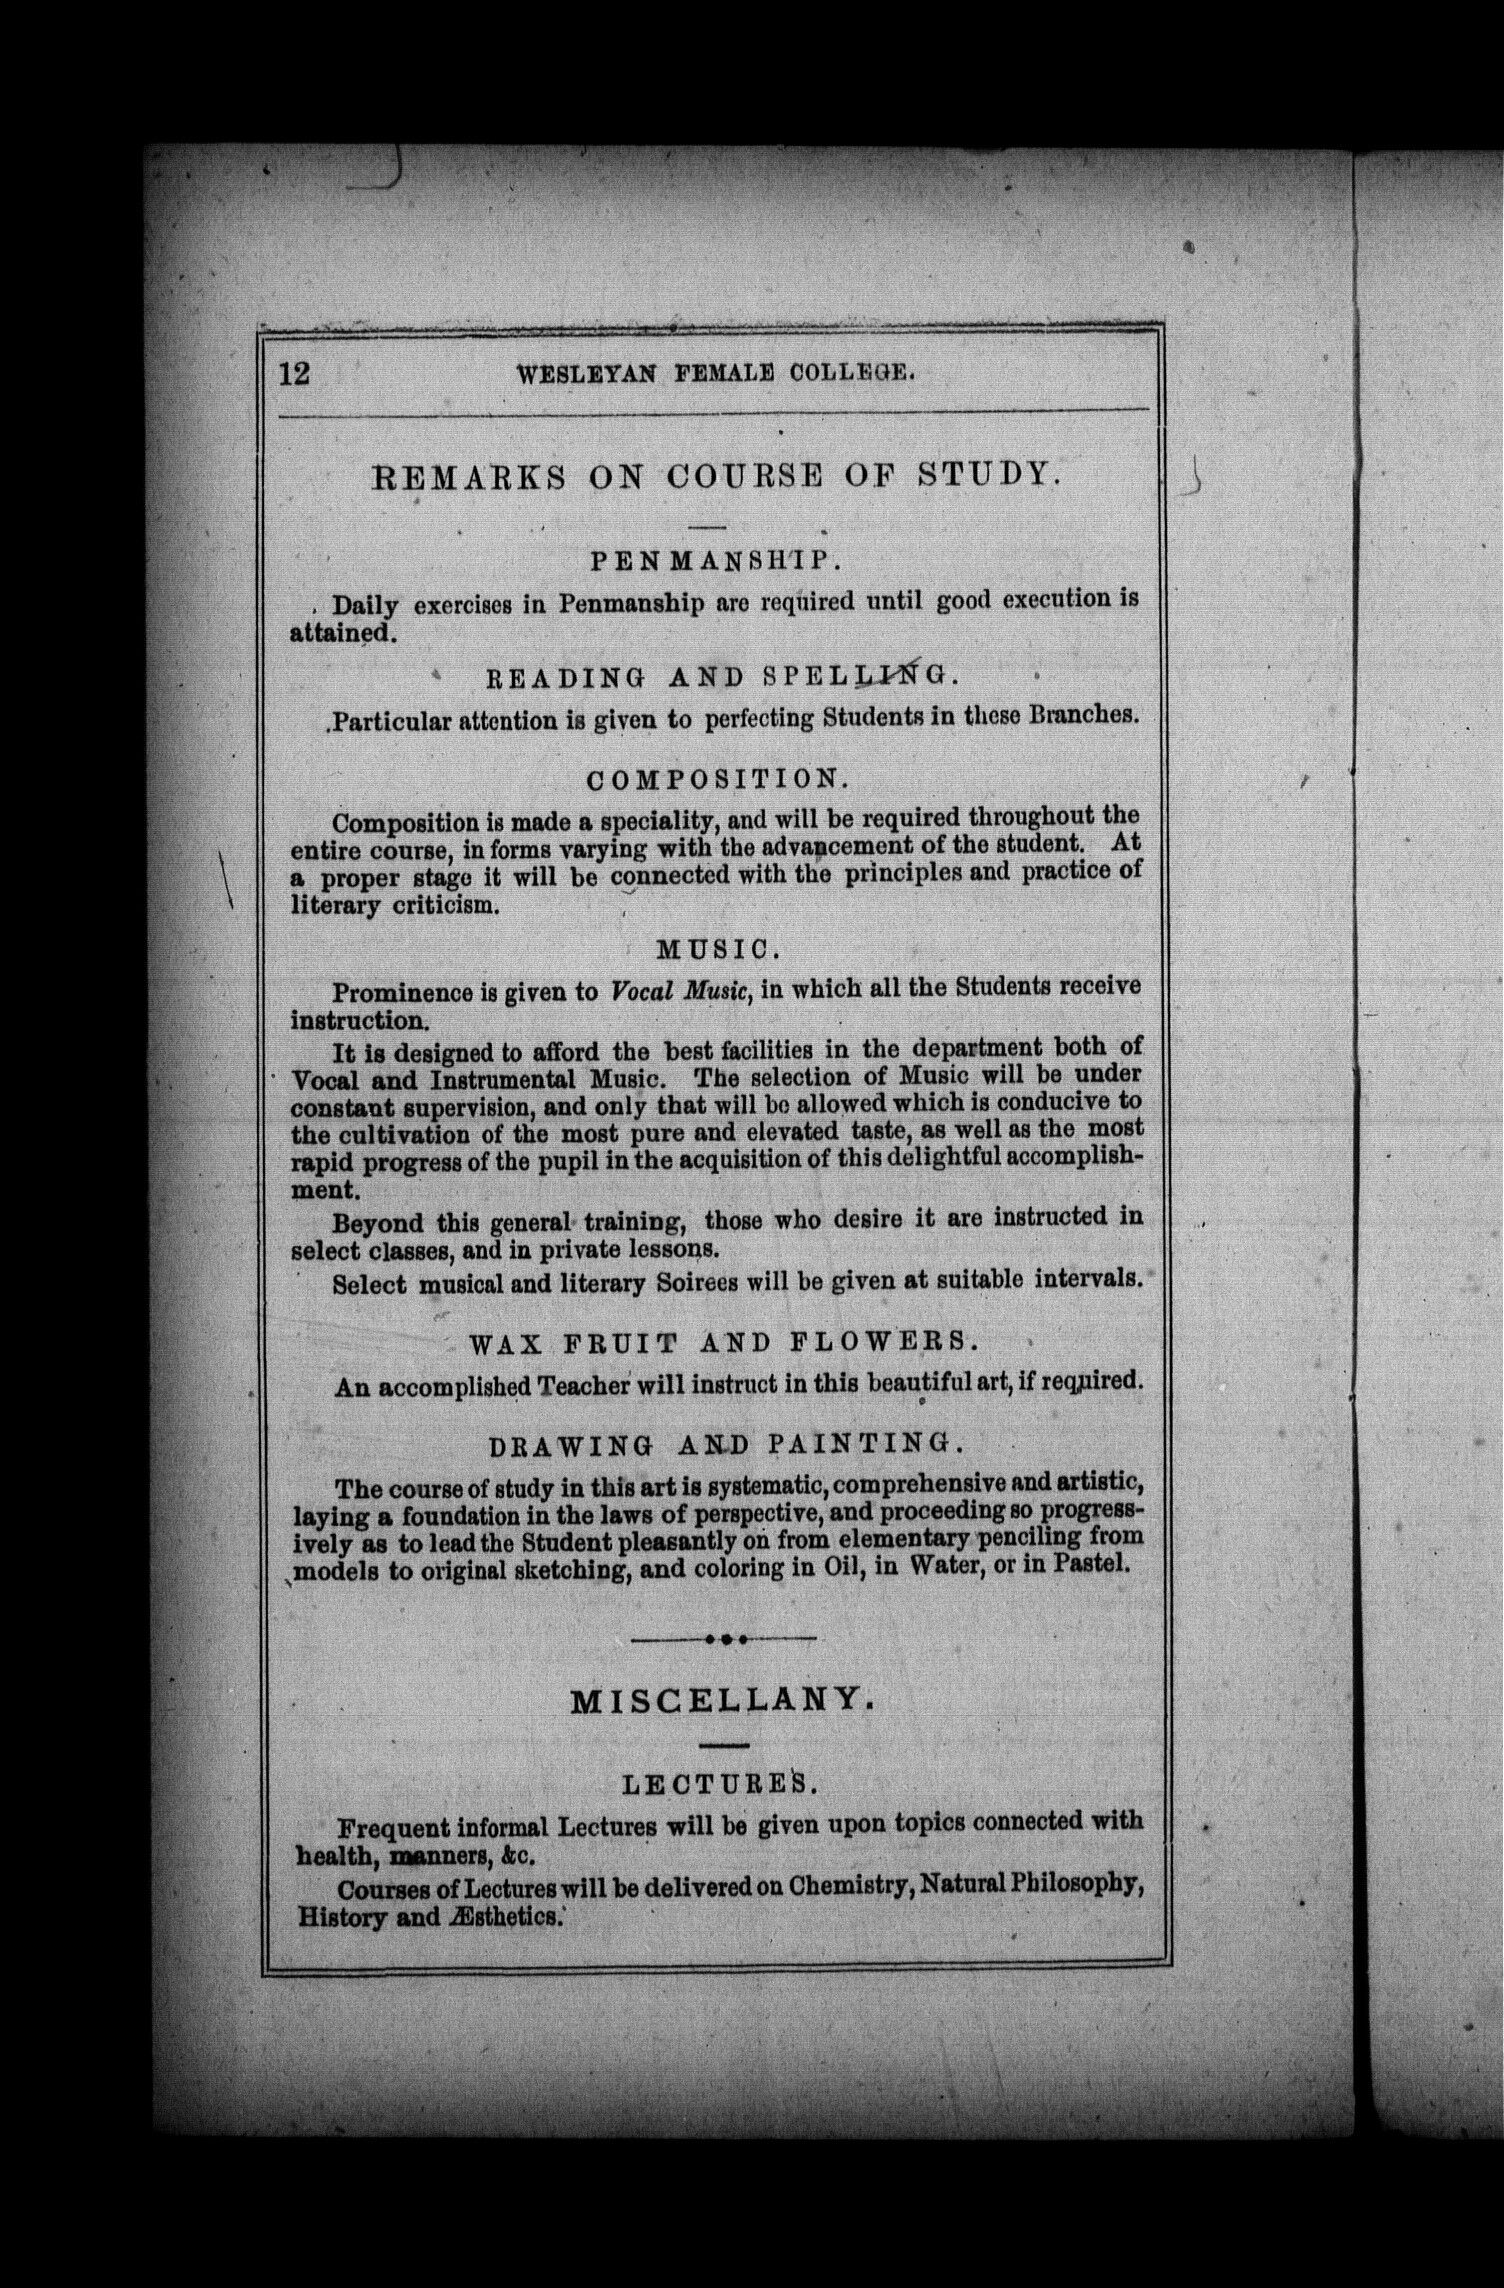 12 WESLEYAN FEMALE COLLEGE.
REMARKS ON COURSE OF STUDY.
PENMANSHIP.
Daily exercises in Penmanship are required until good execution is
attained.
READING AND SPELLING.
Particular attention is given to perfecting Students in these Branches.
COMPOSITION.
Composition is made a speciality, and will be required throughout the
entire course, in forms varying with the advancement of the student. At
a proper stage it will be connected with the principles and practice of
literary criticism.
MUSIC.
Prominence is given to Vocal Music, in which all the Students receive
instruction.
It is designed to afford the best facilities in the department both of
Vocal and Instrumental Music. The selection of Music will be under
constant supervision, and only that will be allowed which is conducive to
the cultivation of the most pure and elevated taste, as well as the most
rapid progress of the pupil in the acquisition of this delightful accomplish-
ment.
Beyond this general training, those who desire it are instructed in
select classes, and in private lessons.
Select musical and literary Soirees will be given at suitable intervals.
WAX FRUIT AND FLOWERS.
An accomplished Teacher will instruct in this beautiful art, if required.
DRAWING AND PAINTING.
The course of study in this art is systematic, comprehensive and artistic,
laying a foundation in the laws of perspective, and proceeding so progress-
ively as to lead the Student pleasantly on from elementary penciling from
models to original sketching, and coloring in Oil, in Water, or in Pastel.
MISCELLANY.
LECTURES.
Frequent informal Lectures will be given upon topics connected with
health, manners, &c.
Courses of Lectures will be delivered on Chemistry, Natural Philosophy,
History and Æsthetics.